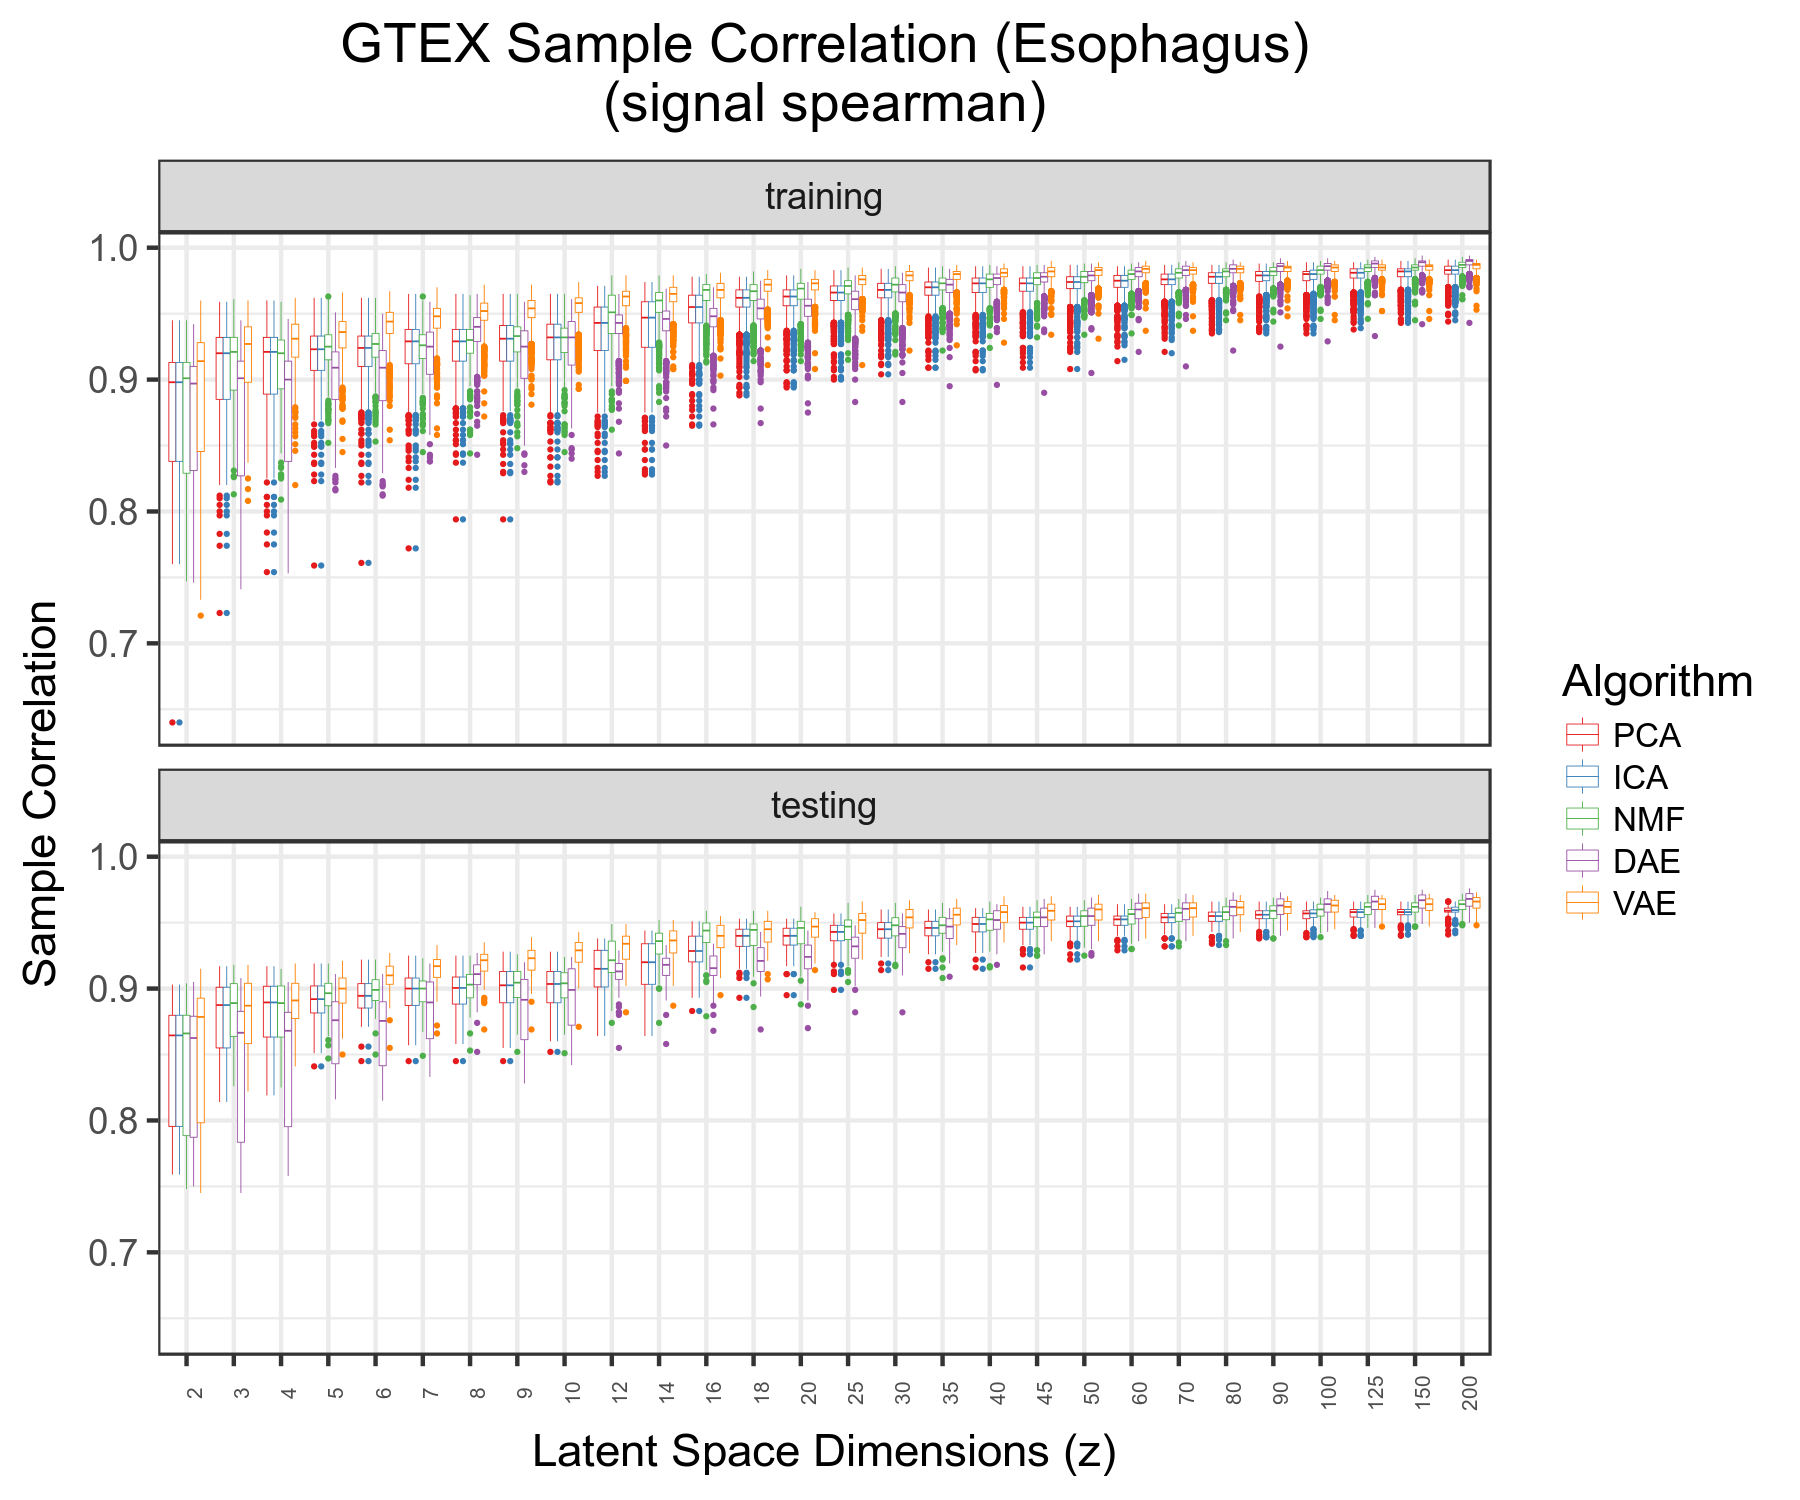 GTEX Sample Correlation (Esophagus)
(signal spearman)
training
1.0
0.9
0.8
0.7
Sample Correlation
testing
1.0
0.9
0.8
0.7
2 3 4 5 6 7 8 9 10 12 14 16 18 20 25 30 35 40 45 50 60 70 80 90 100 125 150 200
Latent Space Dimensions (z)
Algorithm
PCA
ICA
NMF
DAE
VAE